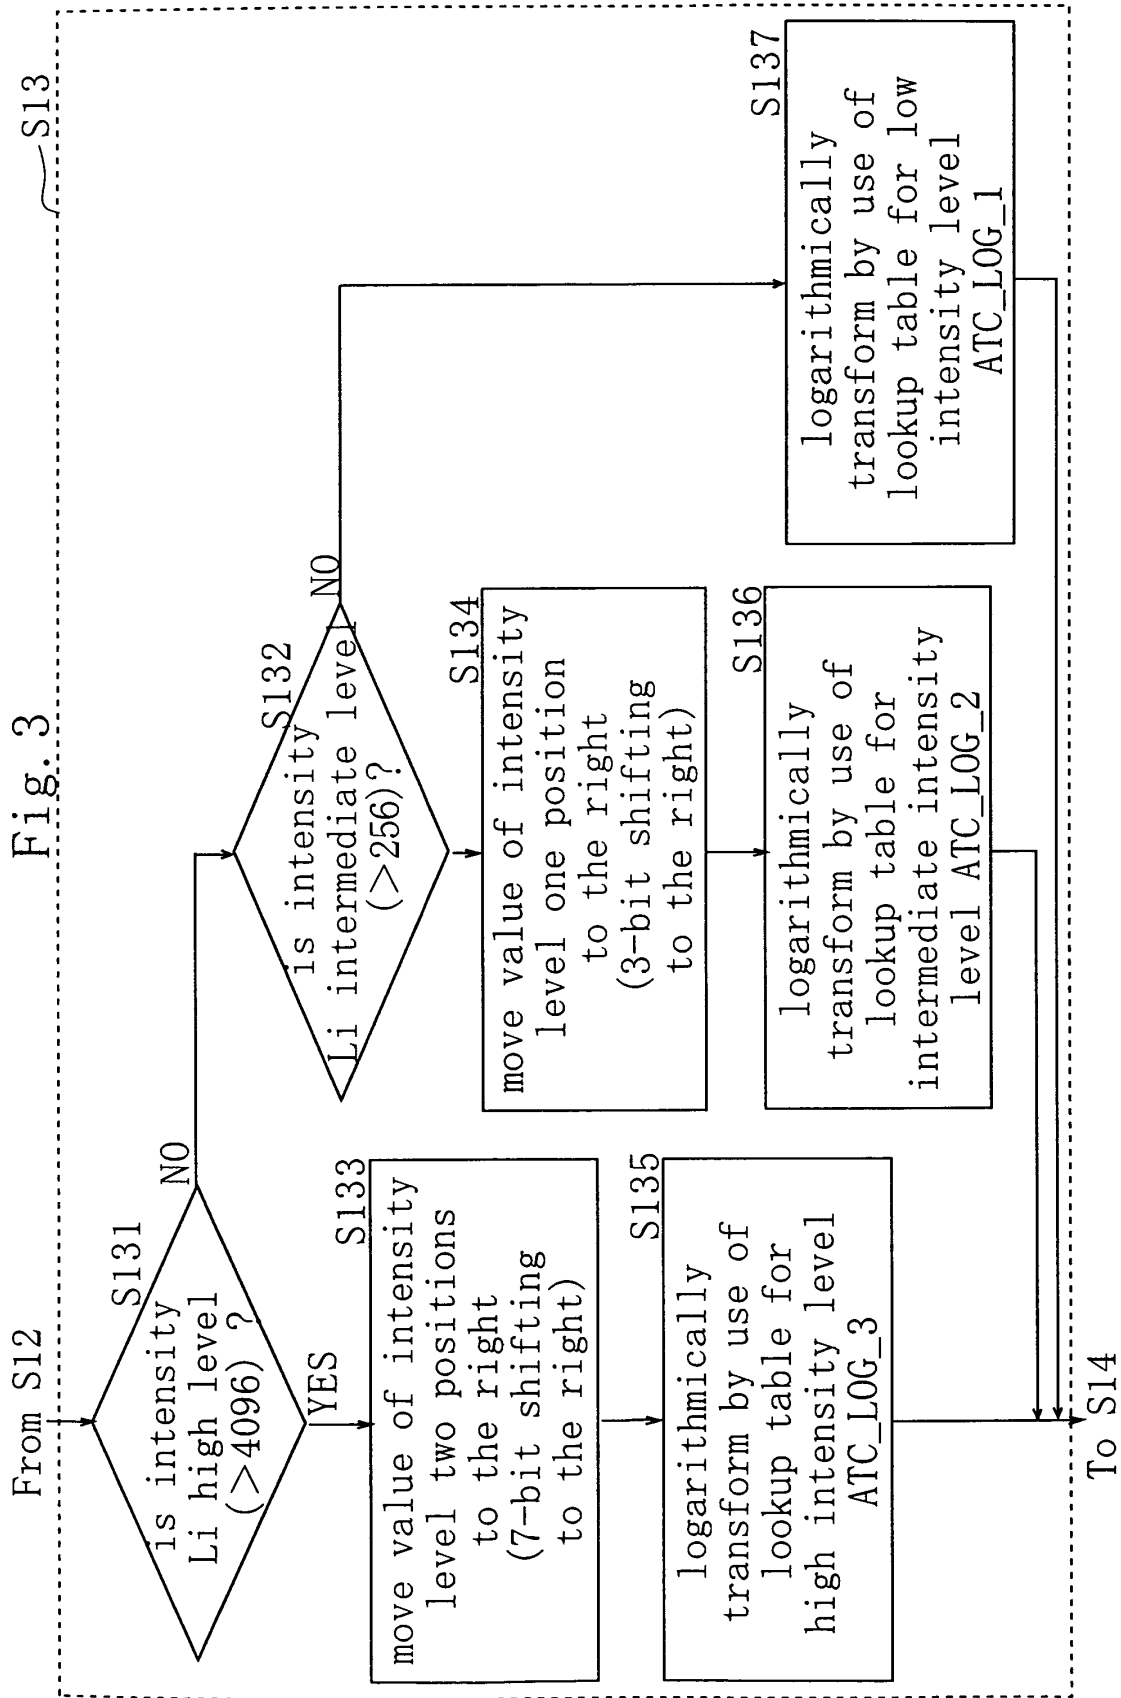 Fig. 3
S13
From S12
S131
is intensity
Li high level
(>4096) ?
NO
YES
S132
is intensity
Li intermediate level
(>256)?
NO
S133
move value of intensity
level two positions
to the right
(7-bit shifting
to the right)
S134
move value of intensity
level one position
to the right
(3-bit shifting
to the right)
S135
logarithmically
transform by use of
lookup table for
high intensity level
ATC_LOG_3
S136
logarithmically
transform by use of
lookup table for
intermediate intensity
level ATC_LOG_2
S137
logarithmically
transform by use of
lookup table for low
intensity level
ATC_LOG_1
To S14